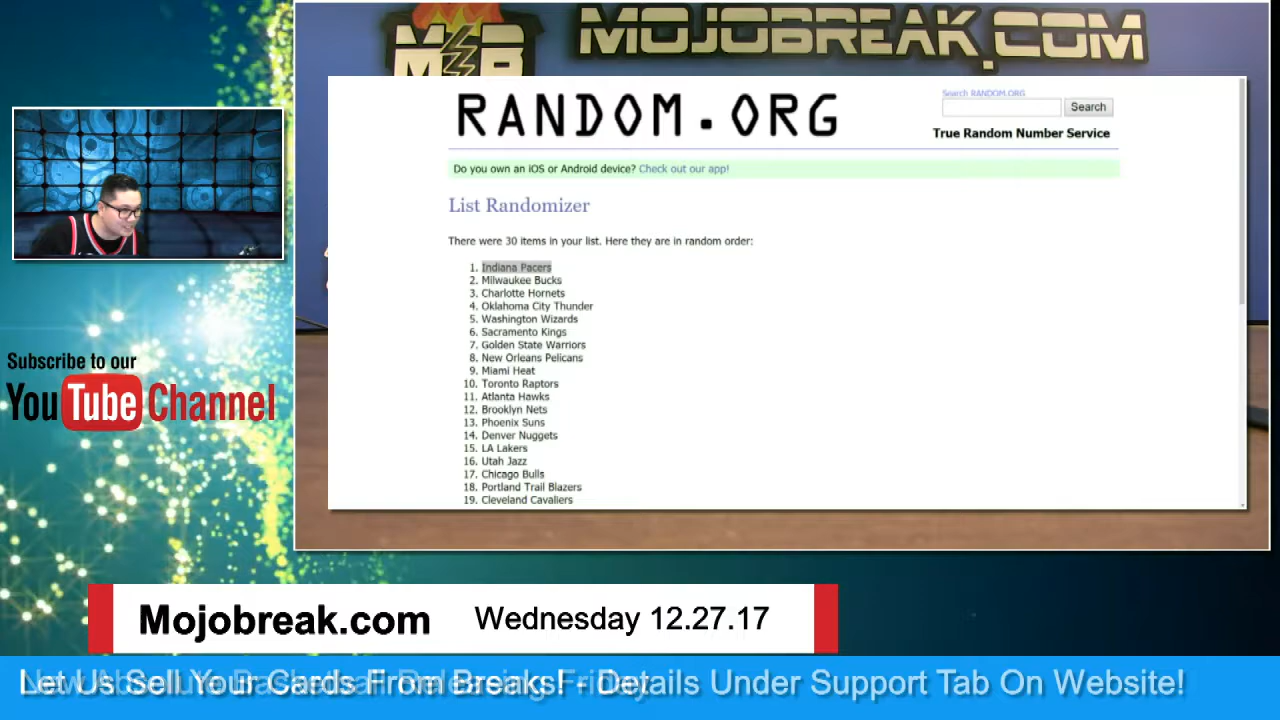 MOJOBREAK.COM
MB
RANDOM.ORG
Search RANDOM.ORG
Search
True Random Number Service
Do you own an iOS or Android device? Check out our app!
List Randomizer
There were 30 items in your list. Here they are in random order:
1. Indiana Pacers
2. Milwaukee Bucks
3. Charlotte Hornets
4. Oklahoma City Thunder
5. Washington Wizards
6. Sacramento Kings
7. Golden State Warriors
8. New Orleans Pelicans
9. Miami Heat
10. Toronto Raptors
11. Atlanta Hawks
12. Brooklyn Nets
13. Phoenix Suns
14. Denver Nuggets
15. LA Lakers
16. Utah Jazz
17. Chicago Bulls
18. Portland Trail Blazers
19. Cleveland Cavaliers
Subscribe to our
YouTube Channel
Mojobreak.com Wednesday 12.27.17
Let Us Sell Your Cards From Breaks! - Details Under Support Tab On Website!